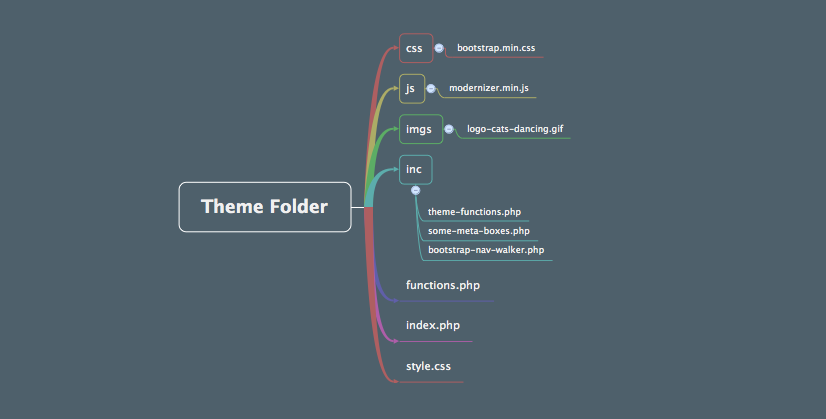 css
bootstrap.min.css
js
modernizer.min.js
imgs
logo-cats-dancing.gif
inc
Theme Folder
theme-functions.php
some-meta-boxes.php
bootstrap-nav-walker.php
functions.php
index.php
style.css